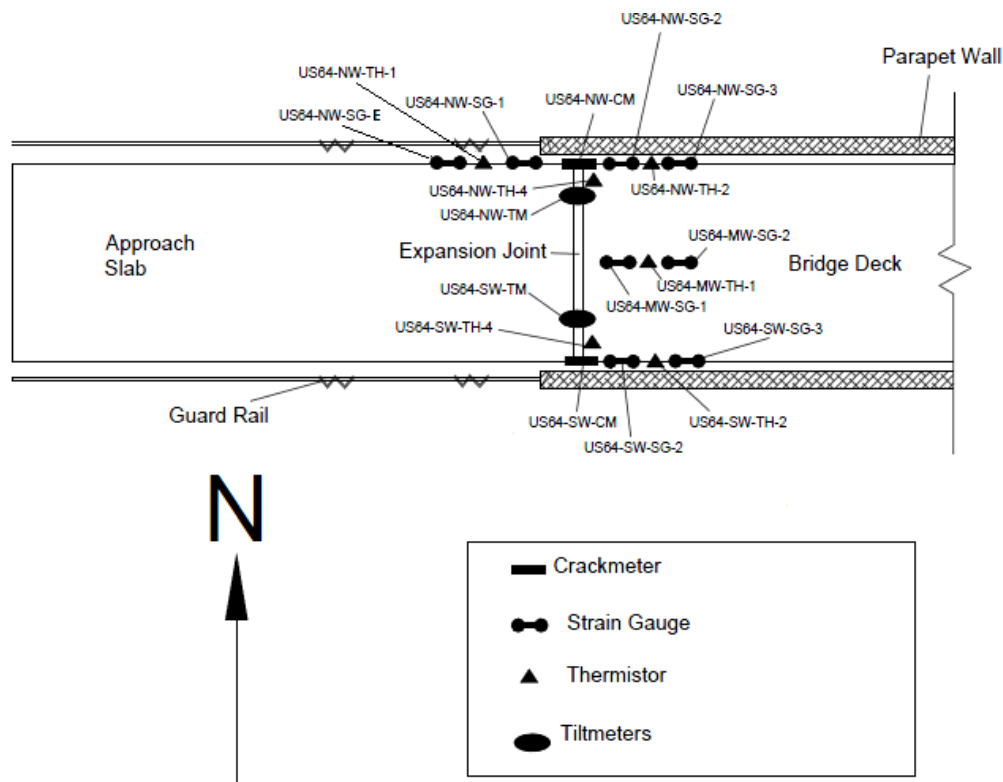 US64-NW-SG-2
Parapet Wall
US64-NW-TH-1
US64-NW-SG-1
US64-NW-CM
US64-NW-SG-3
US64-NW-SG-E
US64-NW-TH-4
US64-NW-TH-2
US64-NW-TM
Approach
Slab
Expansion Joint
US64-MW-SG-2
Bridge Deck
US64-SW-TM
US64-MW-TH-1
US64-MW-SG-1
US64-SW-TH-4
US64-SW-SG-3
Guard Rail
US64-SW-CM
US64-SW-TH-2
US64-SW-SG-2
N
Crackmeter
Strain Gauge
Thermistor
Tiltmeters